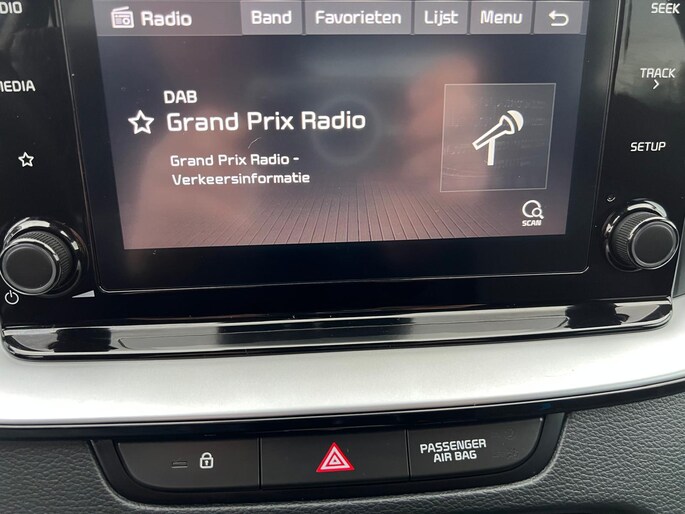 Radio Band Favorieten Lijst Menu SEEK
MEDIA
TRACK
SETUP
DAB
Grand Prix Radio
Grand Prix Radio -
Verkeersinformatie
SCAN
PASSENGER
AIR BAG